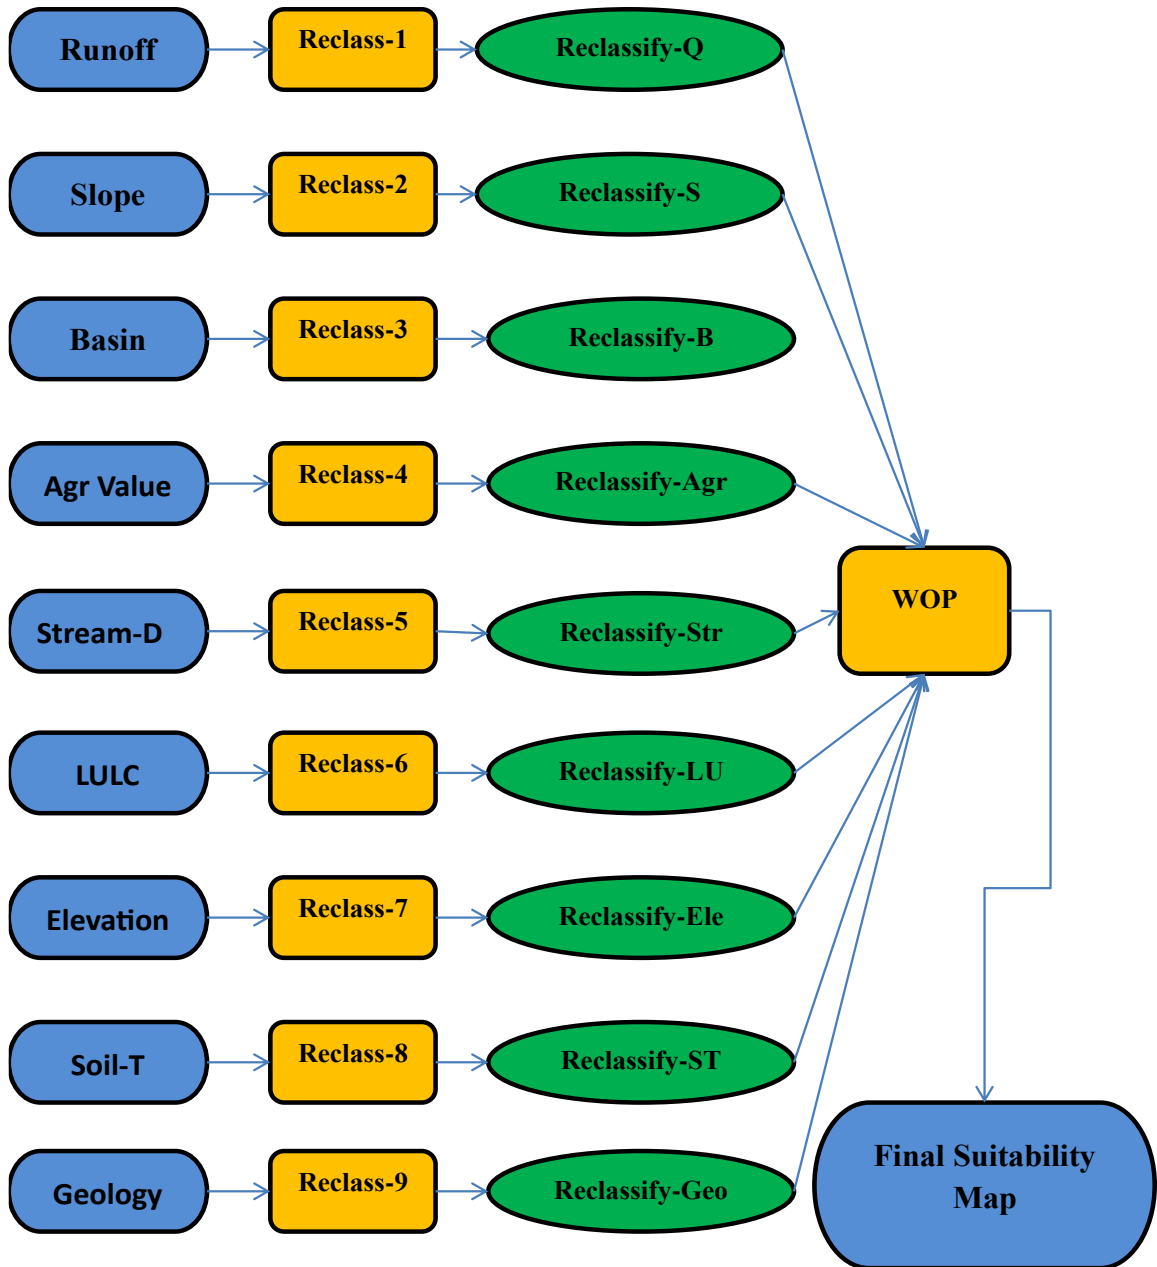 Runoff
Reclass-1
Reclassify-Q
Slope
Reclass-2
Reclassify-S
Basin
Reclass-3
Reclassify-B
Agr Value
Reclass-4
Reclassify-Agr
Stream-D
Reclass-5
Reclassify-Str
WOP
LULC
Reclass-6
Reclassify-LU
Elevation
Reclass-7
Reclassify-Ele
Soil-T
Reclass-8
Reclassify-ST
Geology
Reclass-9
Reclassify-Geo
Final Suitability
Map